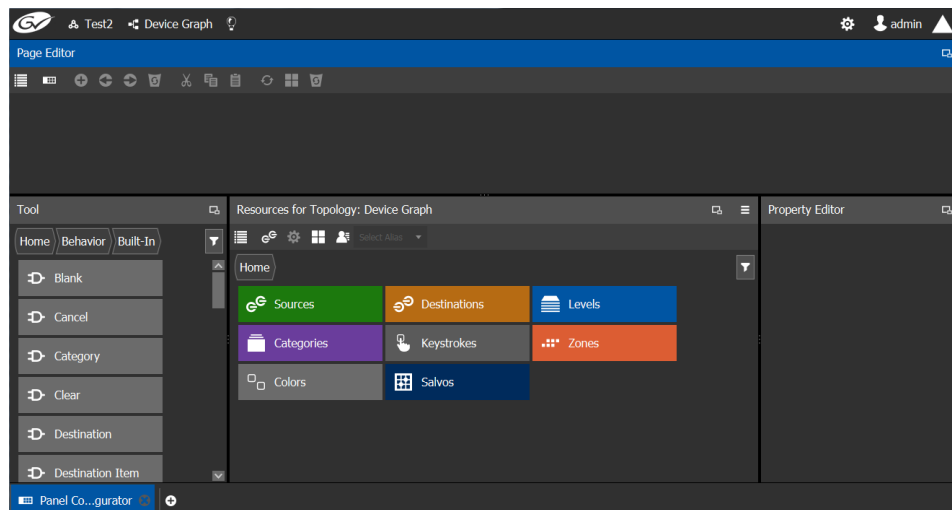 GV Test2 Device Graph admin
Page Editor
Tool
Home Behavior Built-In
Blank
Cancel
Category
Clear
Destination
Destination Item
Resources for Topology: Device Graph
Select Alias
Home
Sources Destinations Levels
Categories Keystrokes Zones
Colors Salvos
Property Editor
Panel Co...gurator